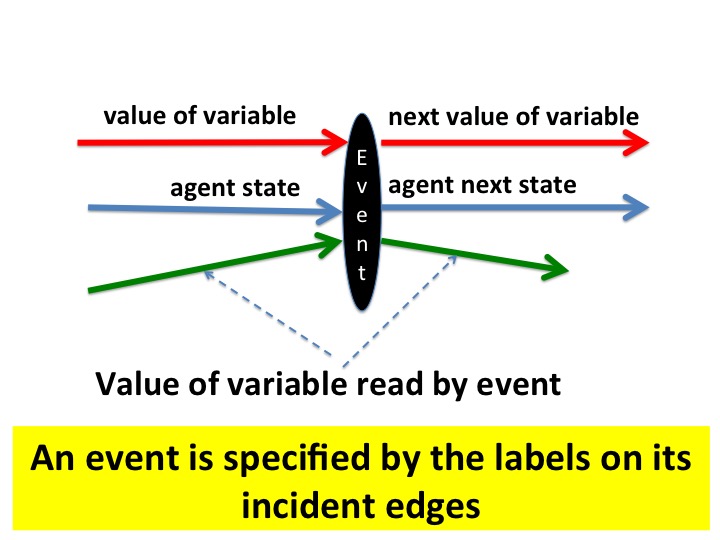 value of variable
next value of variable
Event
agent state
agent next state
Value of variable read by event
An event is specified by the labels on its
incident edges